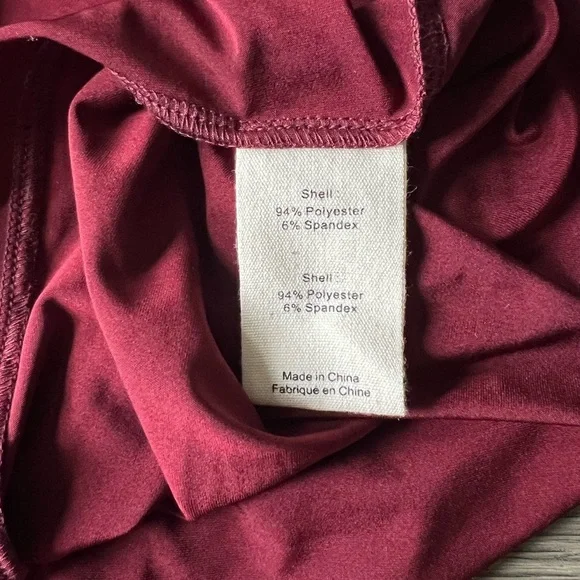 Shell :
94% Polyester
6% Spandex
Shell :
94% Polyester
6% Spandex
Made in China
Fabriqué en Chine